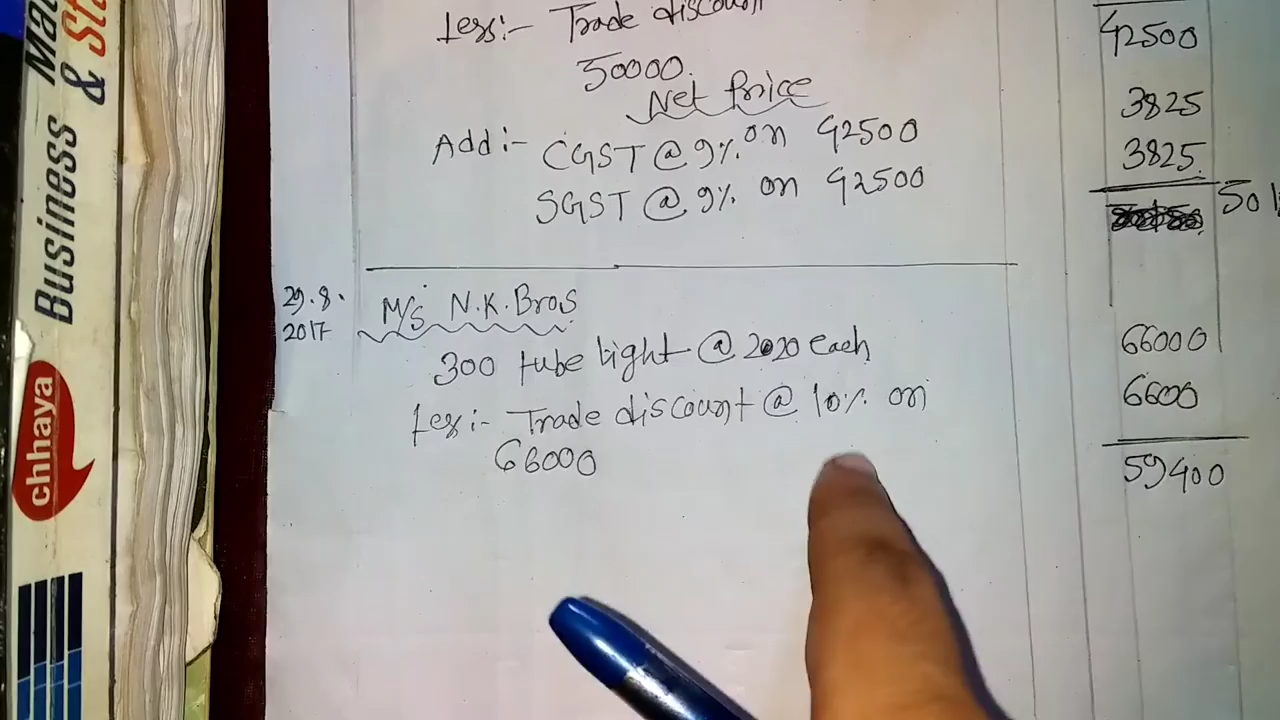 Less:- Trade discount
50000.
Net Price
42500
Add:- CGST @ 9% on 42500
3825
SGST @ 9% on 42500
3825
29.8.
2017
M/s N.K.Bros
300 tube light @ 2020 each
66000
Less:- Trade discount @ 10% on
66000
6600
59400
Business
&
chhaya